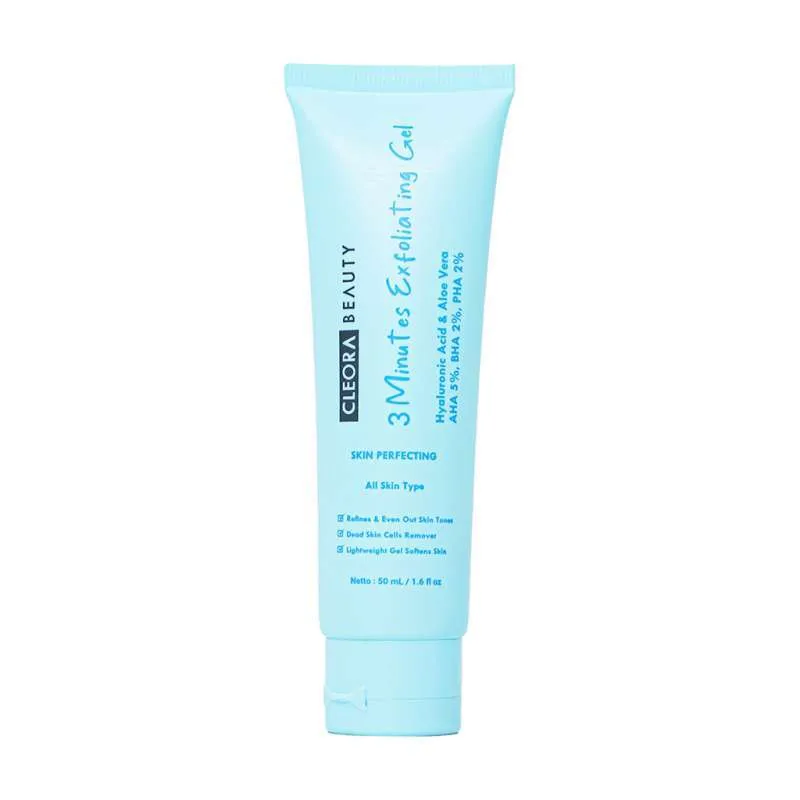 CLEORA BEAUTY
3 Minutes Exfoliating Gel
Hyaluronic Acid & Aloe Vera
AHA 5%, BHA 2%, PHA 2%
SKIN PERFECTING
All Skin Type
Refines & Even Out Skin Tones
Dead Skin Cells Remover
Lightweight Gel Softens Skin
Netto : 50 mL / 1.6 fl oz